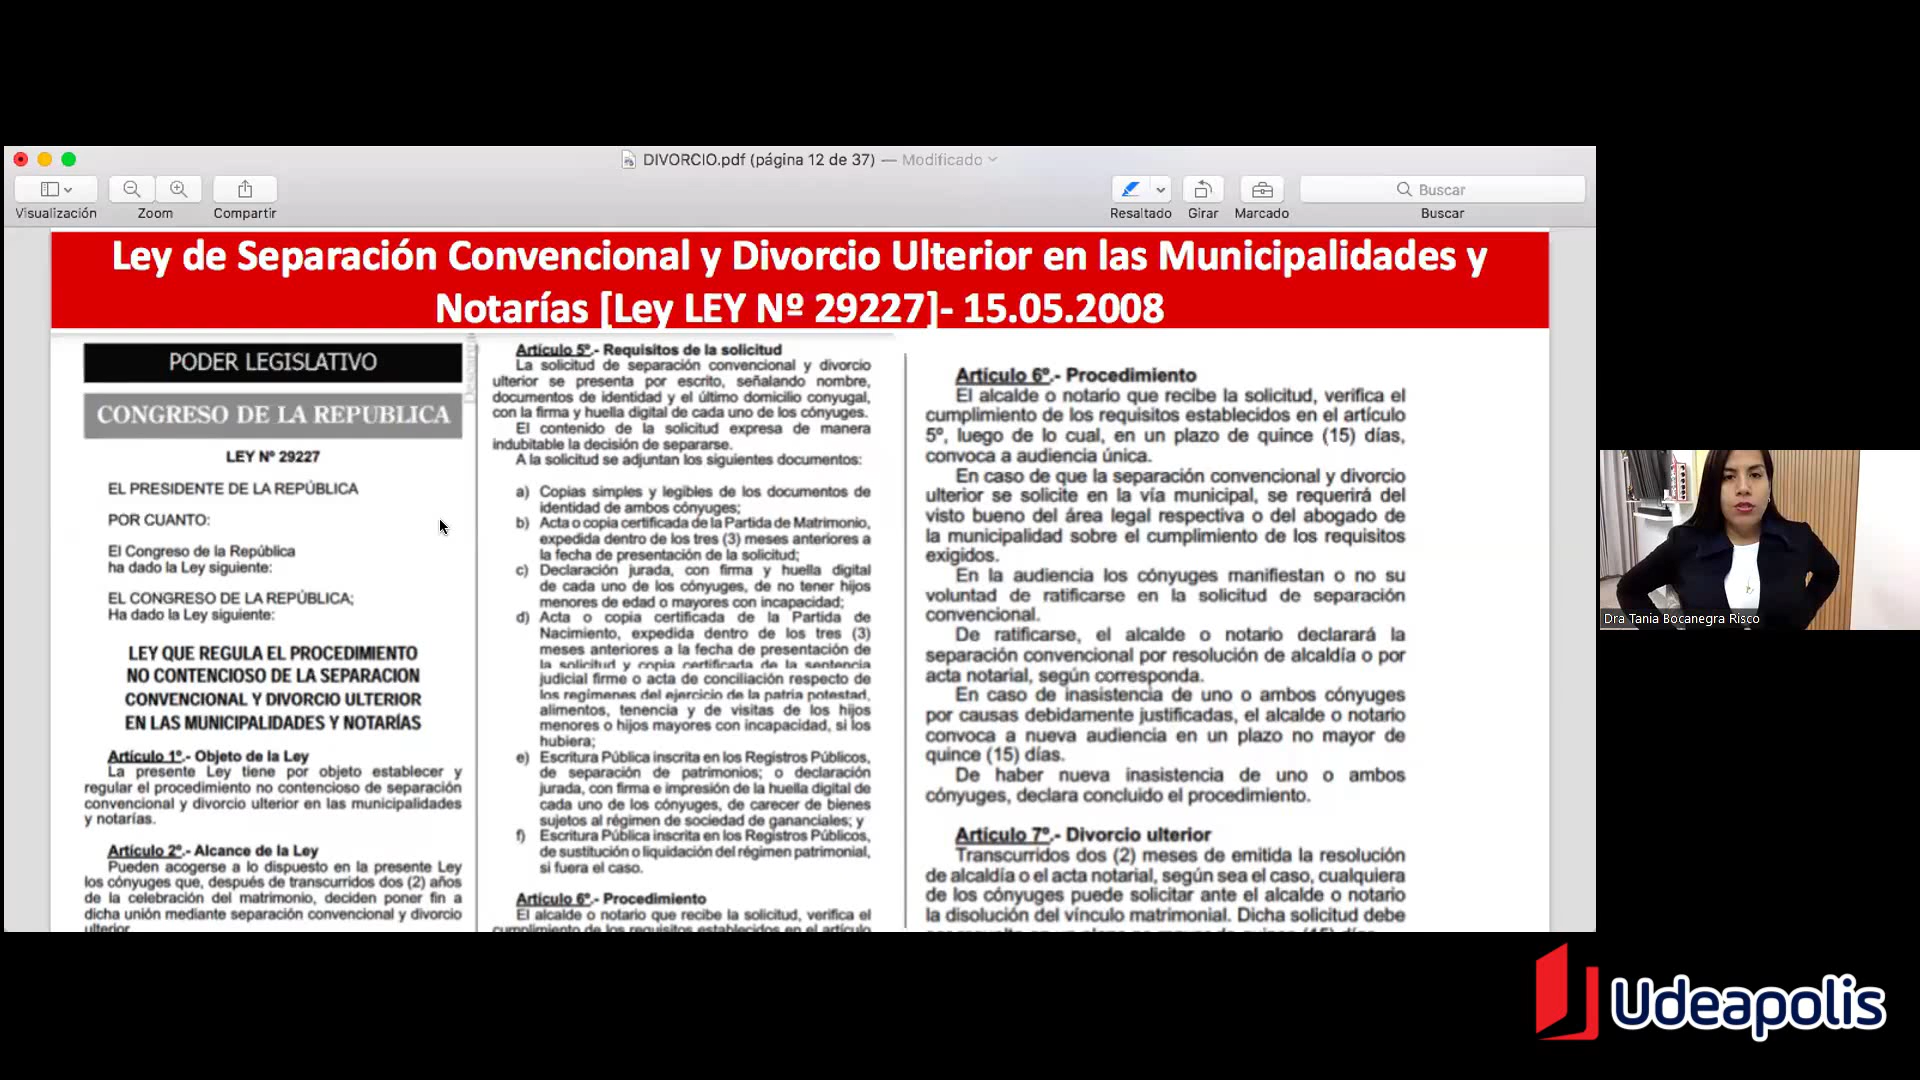 DIVORCIO.pdf (página 12 de 37) — Modificado
Visualización
Zoom
Compartir
Resaltado
Girar
Marcado
Buscar
Buscar
Ley de Separación Convencional y Divorcio Ulterior en las Municipalidades y
Notarías [Ley LEY Nº 29227]- 15.05.2008
PODER LEGISLATIVO
CONGRESO DE LA REPUBLICA
LEY Nº 29227
EL PRESIDENTE DE LA REPÚBLICA
POR CUANTO:
El Congreso de la República
ha dado la Ley siguiente:
EL CONGRESO DE LA REPÚBLICA;
Ha dado la Ley siguiente:
LEY QUE REGULA EL PROCEDIMIENTO
NO CONTENCIOSO DE LA SEPARACION
CONVENCIONAL Y DIVORCIO ULTERIOR
EN LAS MUNICIPALIDADES Y NOTARÍAS
Artículo 1º.- Objeto de la Ley
La presente Ley tiene por objeto establecer y
regular el procedimiento no contencioso de separación
convencional y divorcio ulterior en las municipalidades
y notarías.
Artículo 2º.- Alcance de la Ley
Pueden acogerse a lo dispuesto en la presente Ley
los cónyuges que, después de transcurridos dos (2) años
de la celebración del matrimonio, deciden poner fin a
dicha unión mediante separación convencional y divorcio
ulterior.
Artículo 5º.- Requisitos de la solicitud
La solicitud de separación convencional y divorcio
ulterior se presenta por escrito, señalando nombre,
documentos de identidad y el último domicilio conyugal,
con la firma y huella digital de cada uno de los cónyuges.
El contenido de la solicitud expresa de manera
indubitable la decisión de separarse.
A la solicitud se adjuntan los siguientes documentos:
a) Copias simples y legibles de los documentos de
identidad de ambos cónyuges;
b) Acta o copia certificada de la Partida de Matrimonio,
expedida dentro de los tres (3) meses anteriores a
la fecha de presentación de la solicitud;
c) Declaración jurada, con firma y huella digital
de cada uno de los cónyuges, de no tener hijos
menores de edad o mayores con incapacidad;
d) Acta o copia certificada de la Partida de
Nacimiento, expedida dentro de los tres (3)
meses anteriores a la fecha de presentación de
la solicitud y copia certificada de la sentencia
judicial firme o acta de conciliación respecto de
los regímenes del ejercicio de la patria potestad,
alimentos, tenencia y de visitas de los hijos
menores o hijos mayores con incapacidad, si los
hubiera;
e) Escritura Pública inscrita en los Registros Públicos,
de separación de patrimonios; o declaración
jurada, con firma e impresión de la huella digital de
cada uno de los cónyuges, de carecer de bienes
sujetos al régimen de sociedad de gananciales; y
f) Escritura Pública inscrita en los Registros Públicos,
de sustitución o liquidación del régimen patrimonial,
si fuera el caso.
Artículo 6º.- Procedimiento
El alcalde o notario que recibe la solicitud, verifica el
cumplimiento de los requisitos establecidos en el artículo
Artículo 6º.- Procedimiento
El alcalde o notario que recibe la solicitud, verifica el
cumplimiento de los requisitos establecidos en el artículo
5º, luego de lo cual, en un plazo de quince (15) días,
convoca a audiencia única.
En caso de que la separación convencional y divorcio
ulterior se solicite en la vía municipal, se requerirá del
visto bueno del área legal respectiva o del abogado de
la municipalidad sobre el cumplimiento de los requisitos
exigidos.
En la audiencia los cónyuges manifiestan o no su
voluntad de ratificarse en la solicitud de separación
convencional.
De ratificarse, el alcalde o notario declarará la
separación convencional por resolución de alcaldía o por
acta notarial, según corresponda.
En caso de inasistencia de uno o ambos cónyuges
por causas debidamente justificadas, el alcalde o notario
convoca a nueva audiencia en un plazo no mayor de
quince (15) días.
De haber nueva inasistencia de uno o ambos
cónyuges, declara concluido el procedimiento.
Artículo 7º.- Divorcio ulterior
Transcurridos dos (2) meses de emitida la resolución
de alcaldía o el acta notarial, según sea el caso, cualquiera
de los cónyuges puede solicitar ante el alcalde o notario
la disolución del vínculo matrimonial. Dicha solicitud debe
Dra Tania Bocanegra Risco
Udeapolis